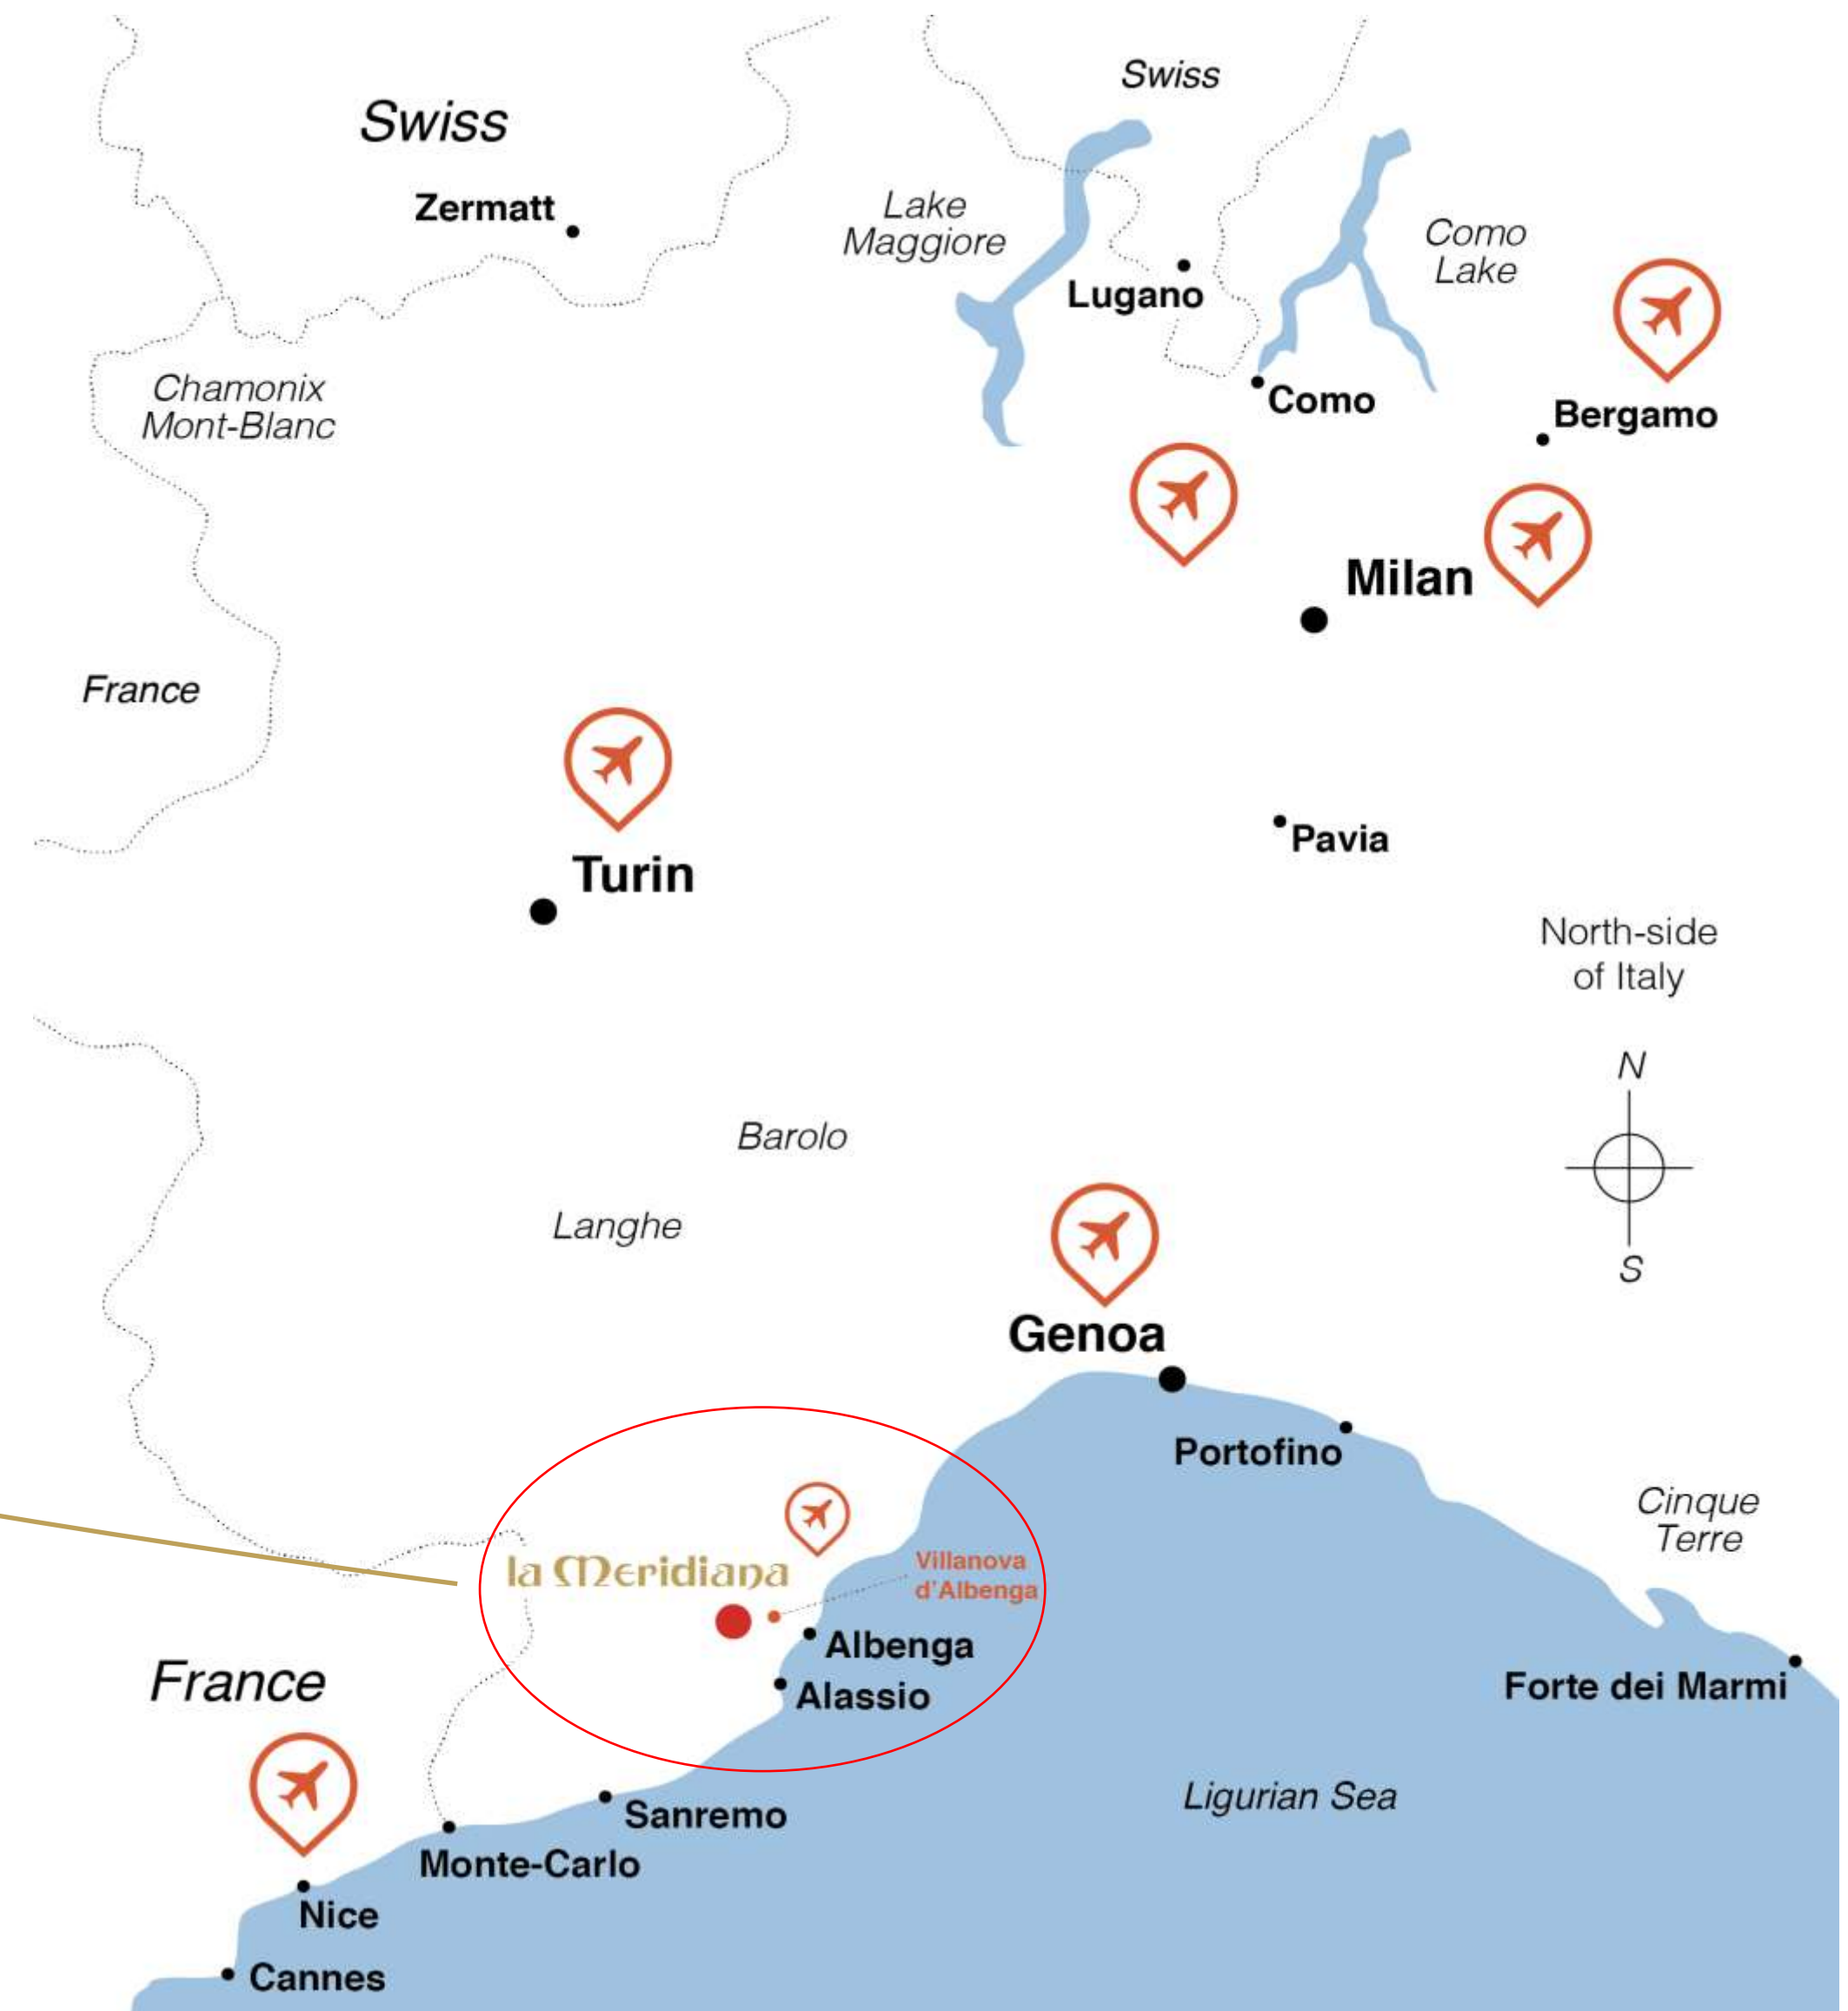 Swiss
Swiss
Zermatt
Lake
Maggiore
Como
Lake
Lugano
Chamonix
Mont-Blanc
Como
Bergamo
Milan
France
Turin
Pavia
North-side
of Italy
N
S
Barolo
Langhe
Genoa
Portofino
Cinque
Terre
la Meridiana
Villanova
d'Albenga
Albenga
Alassio
France
Forte dei Marmi
Ligurian Sea
Sanremo
Monte-Carlo
Nice
Cannes